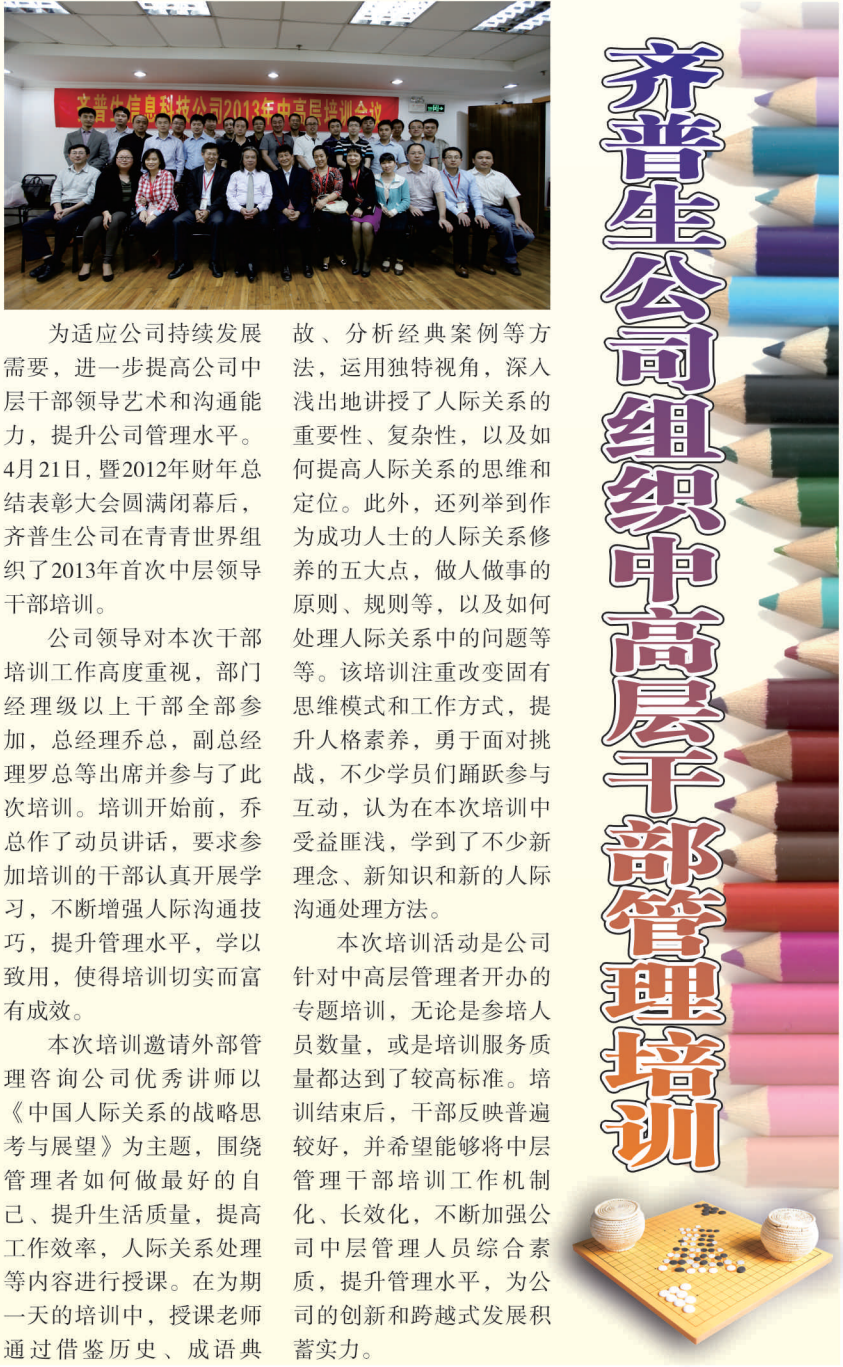 齐普生信息科技公司2013年中高层培训会议
齐普生公司组织中高层干部管理培训
为适应公司持续发展
需要，进一步提高公司中
层干部领导艺术和沟通能
力，提升公司管理水平。
4月21日，暨2012年财年总
结表彰大会圆满闭幕后，
齐普生公司在青青世界组
织了2013年首次中层领导
干部培训。
公司领导对本次干部
培训工作高度重视，部门
经理级以上干部全部参
加，总经理乔总，副总经
理罗总等出席并参与了此
次培训。培训开始前，乔
总作了动员讲话，要求参
加培训的干部认真开展学
习，不断增强人际沟通技
巧，提升管理水平，学以
致用，使得培训切实而富
有成效。
本次培训邀请外部管
理咨询公司优秀讲师以
《中国人际关系的战略思
考与展望》为主题，围绕
管理者如何做最好的自
己、提升生活质量，提高
工作效率，人际关系处理
等内容进行授课。在为期
一天的培训中，授课老师
通过借鉴历史、成语典
故、分析经典案例等方
法，运用独特视角，深入
浅出地讲授了人际关系的
重要性、复杂性，以及如
何提高人际关系的思维和
定位。此外，还列举到作
为成功人士的人际关系修
养的五大点，做人做事的
原则、规则等，以及如何
处理人际关系中的问题等
等。该培训注重改变固有
思维模式和工作方式，提
升人格素养，勇于面对挑
战，不少学员们踊跃参与
互动，认为在本次培训中
受益匪浅，学到了不少新
理念、新知识和新的人际
沟通处理方法。
本次培训活动是公司
针对中高层管理者开办的
专题培训，无论是参培人
员数量，或是培训服务质
量都达到了较高标准。培
训结束后，干部反映普遍
较好，并希望能够将中层
管理干部培训工作机制
化、长效化，不断加强公
司中层管理人员综合素
质，提升管理水平，为公
司的创新和跨越式发展积
蓄实力。